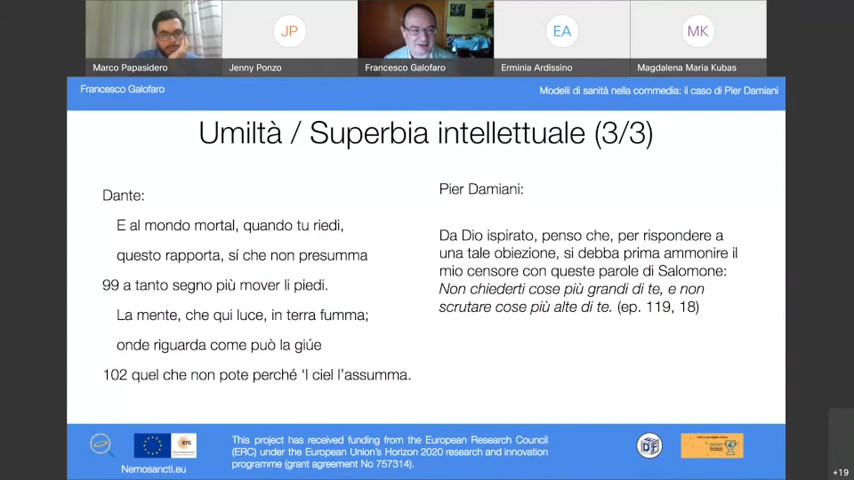 JP
EA
MK
Marco Papasidero
Jenny Ponzo
Francesco Galofaro
Erminia Ardissino
Magdalena Maria Kubas
Francesco Galofaro
Modelli di sanità nella commedia: il caso di Pier Damiani
Umiltà / Superbia intellettuale (3/3)
Dante:
E al mondo mortal, quando tu riedi,
questo rapporta, sí che non presumma
99 a tanto segno più mover li piedi.
La mente, che qui luce, in terra fumma;
onde riguarda come può la giúe
102 quel che non pote perché ‘l ciel l’assumma.
Pier Damiani:
Da Dio ispirato, penso che, per rispondere a
una tale obiezione, si debba prima ammonire il
mio censore con queste parole di Salomone:
Non chiederti cose più grandi di te, e non
scrutare cose più alte di te. (ep. 119, 18)
Nemosancti.eu
erc
This project has received funding from the European Research Council
(ERC) under the European Union’s Horizon 2020 research and innovation
programme (grant agreement No 757314).
+19